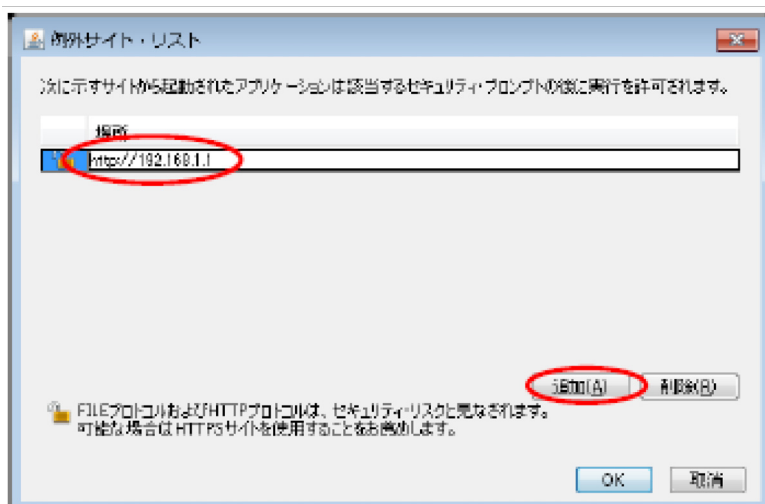 例外サイト・リスト
次に示すサイトから起動されたアプリケーションは該当するセキュリティ・プロンプトの後に実行を許可されます。
場所
http://192.168.1.1
追加(A) 削除(R)
FILEプロトコルおよびHTTPプロトコルは、セキュリティ・リスクと見なされます。
可能な場合はHTTPSサイトを使用することをお薦めします。
OK 取消